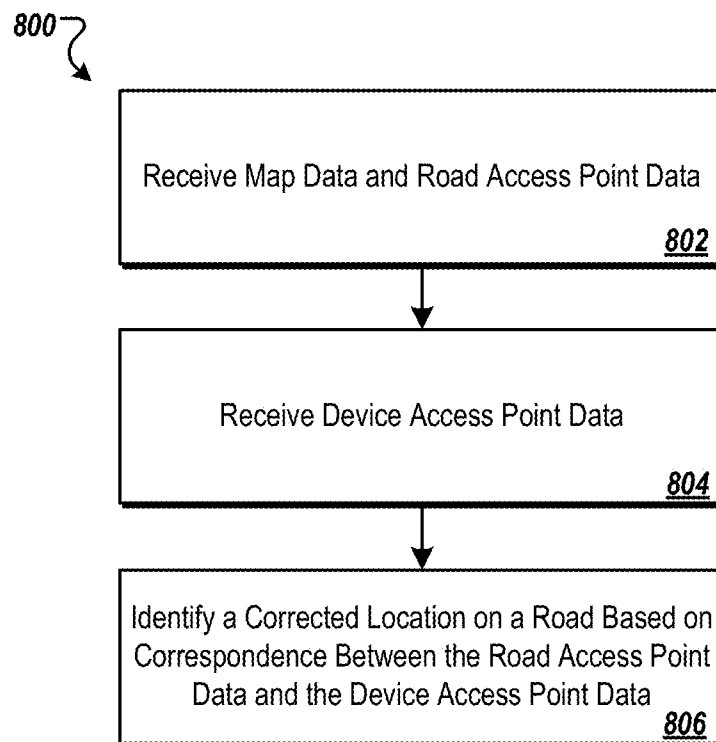 800
Receive Map Data and Road Access Point Data
802
Receive Device Access Point Data
804
Identify a Corrected Location on a Road Based on
Correspondence Between the Road Access Point
Data and the Device Access Point Data
806